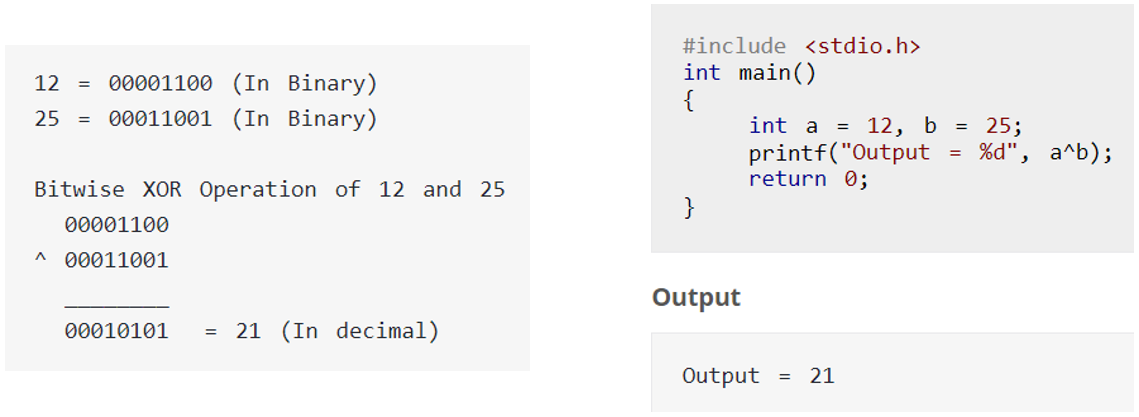 12 = 00001100 (In Binary)
25 = 00011001 (In Binary)
Bitwise XOR Operation of 12 and 25
00001100
^ 00011001
________
00010101 = 21 (In decimal)
#include <stdio.h>
int main()
{
int a = 12, b = 25;
printf("Output = %d", a^b);
return 0;
}
Output
Output = 21